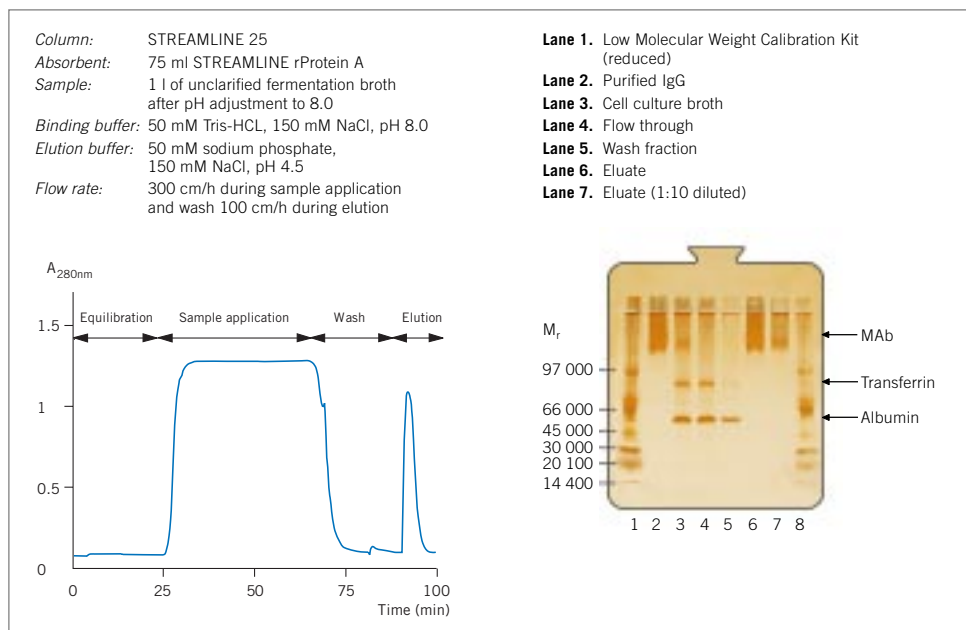 Column: STREAMLINE 25
Absorbent: 75 ml STREAMLINE rProtein A
Sample: 1 l of unclarified fermentation broth
after pH adjustment to 8.0
Binding buffer: 50 mM Tris-HCL, 150 mM NaCl, pH 8.0
Elution buffer: 50 mM sodium phosphate,
150 mM NaCl, pH 4.5
Flow rate: 300 cm/h during sample application
and wash 100 cm/h during elution
Lane 1. Low Molecular Weight Calibration Kit
(reduced)
Lane 2. Purified IgG
Lane 3. Cell culture broth
Lane 4. Flow through
Lane 5. Wash fraction
Lane 6. Eluate
Lane 7. Eluate (1:10 diluted)
A280nm
Equilibration Sample application Wash Elution
1.5
1
0.5
0
0 25 50 75 100
Time (min)
Mr
97 000
66 000
45 000
30 000
20 100
14 400
MAb
Transferrin
Albumin
1 2 3 4 5 6 7 8